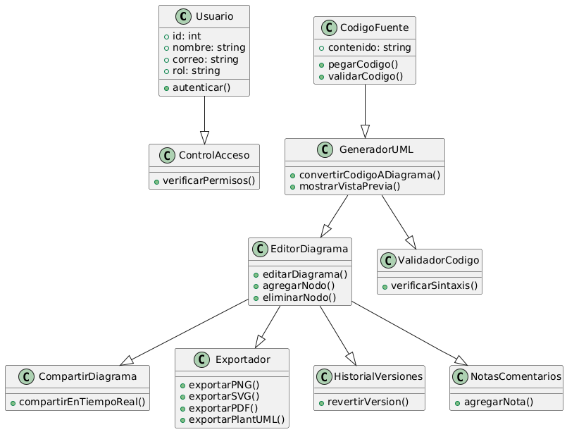 C Usuario
id: int
nombre: string
correo: string
rol: string
autenticar()
C CodigoFuente
contenido: string
pegarCodigo()
validarCodigo()
C ControlAcceso
verificarPermisos()
C GeneradorUML
convertirCodigoADiagrama()
mostrarVistaPrevia()
C EditorDiagrama
editarDiagrama()
agregarNodo()
eliminarNodo()
C ValidadorCodigo
verificarSintaxis()
C CompartirDiagrama
compartirEnTiempoReal()
C Exportador
exportarPNG()
exportarSVG()
exportarPDF()
exportarPlantUML()
C HistorialVersiones
revertirVersion()
C NotasComentarios
agregarNota()